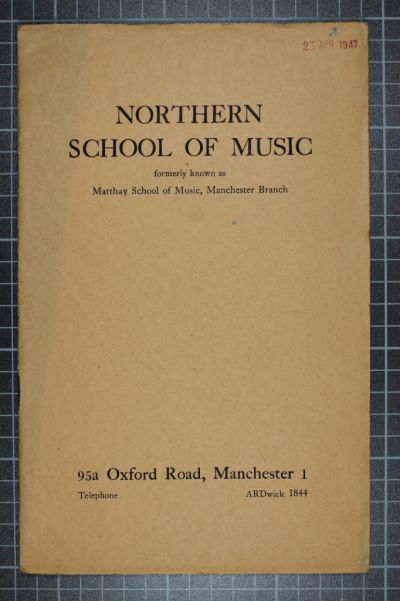 23 APR 1947
NORTHERN
SCHOOL OF MUSIC
formerly known as
Matthay School of Music, Manchester Branch
95a Oxford Road, Manchester 1
Telephone ARDwick 1844